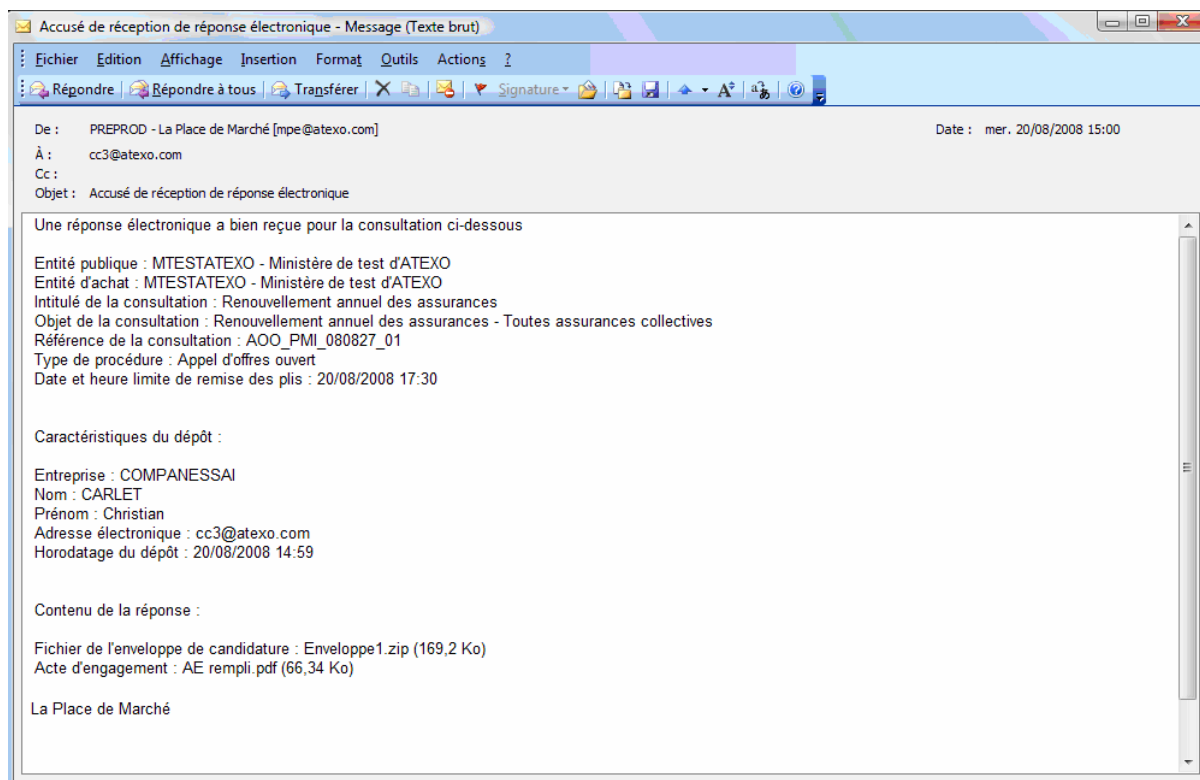 Accusé de réception de réponse électronique - Message (Texte brut)
Fichier Edition Affichage Insertion Format Outils Actions ?
Répondre Répondre à tous Transférer Signature
De : PREPROD - La Place de Marché [mpe@atexo.com] Date : mer. 20/08/2008 15:00
À : cc3@atexo.com
Cc :
Objet : Accusé de réception de réponse électronique
Une réponse électronique a bien reçue pour la consultation ci-dessous
Entité publique : MTESTATEXO - Ministère de test d'ATEXO
Entité d'achat : MTESTATEXO - Ministère de test d'ATEXO
Intitulé de la consultation : Renouvellement annuel des assurances
Objet de la consultation : Renouvellement annuel des assurances - Toutes assurances collectives
Référence de la consultation : AOO_PMI_080827_01
Type de procédure : Appel d'offres ouvert
Date et heure limite de remise des plis : 20/08/2008 17:30
Caractéristiques du dépôt :
Entreprise : COMPANESSAI
Nom : CARLET
Prénom : Christian
Adresse électronique : cc3@atexo.com
Horodatage du dépôt : 20/08/2008 14:59
Contenu de la réponse :
Fichier de l'enveloppe de candidature : Enveloppe1.zip (169,2 Ko)
Acte d'engagement : AE rempli.pdf (66,34 Ko)
La Place de Marché